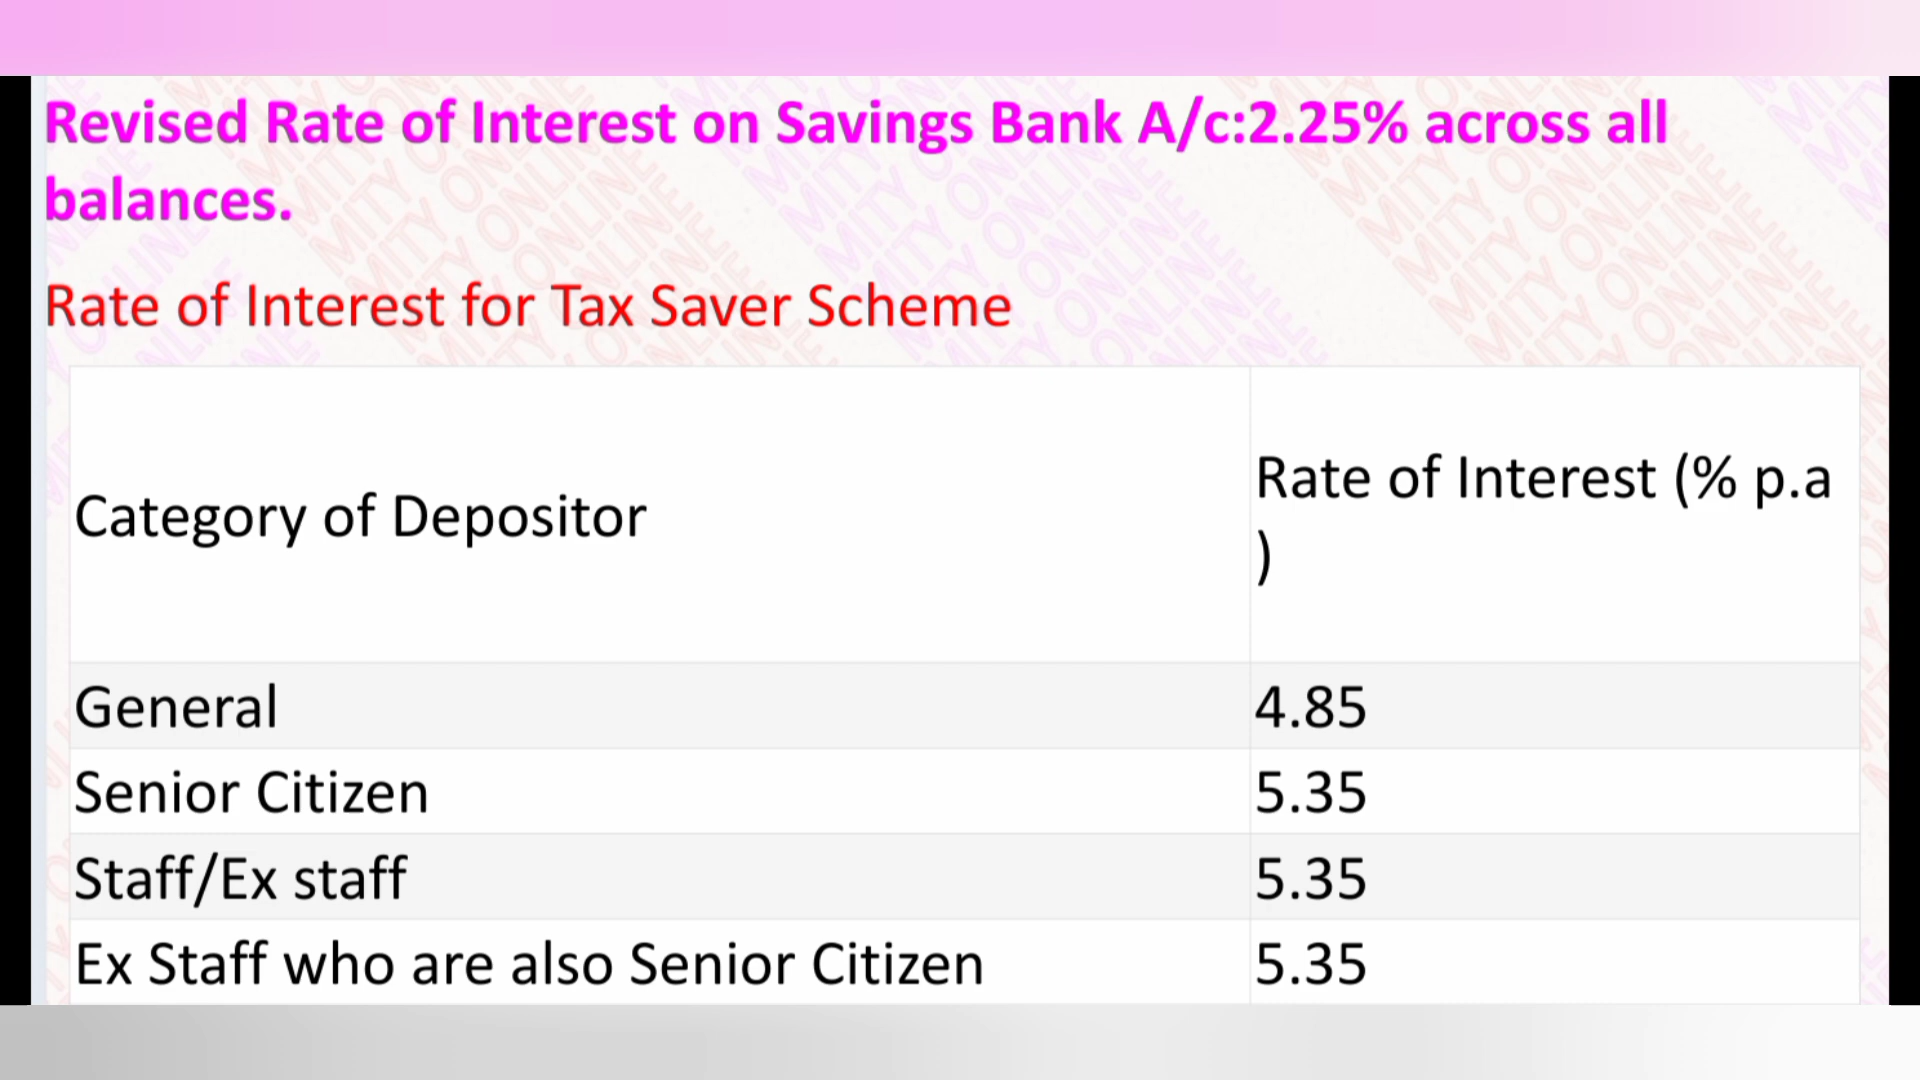 Revised Rate of Interest on Savings Bank A/c:2.25% across all
balances.
Rate of Interest for Tax Saver Scheme
Category of Depositor
Rate of Interest (% p.a
)
General
4.85
Senior Citizen
5.35
Staff/Ex staff
5.35
Ex Staff who are also Senior Citizen
5.35